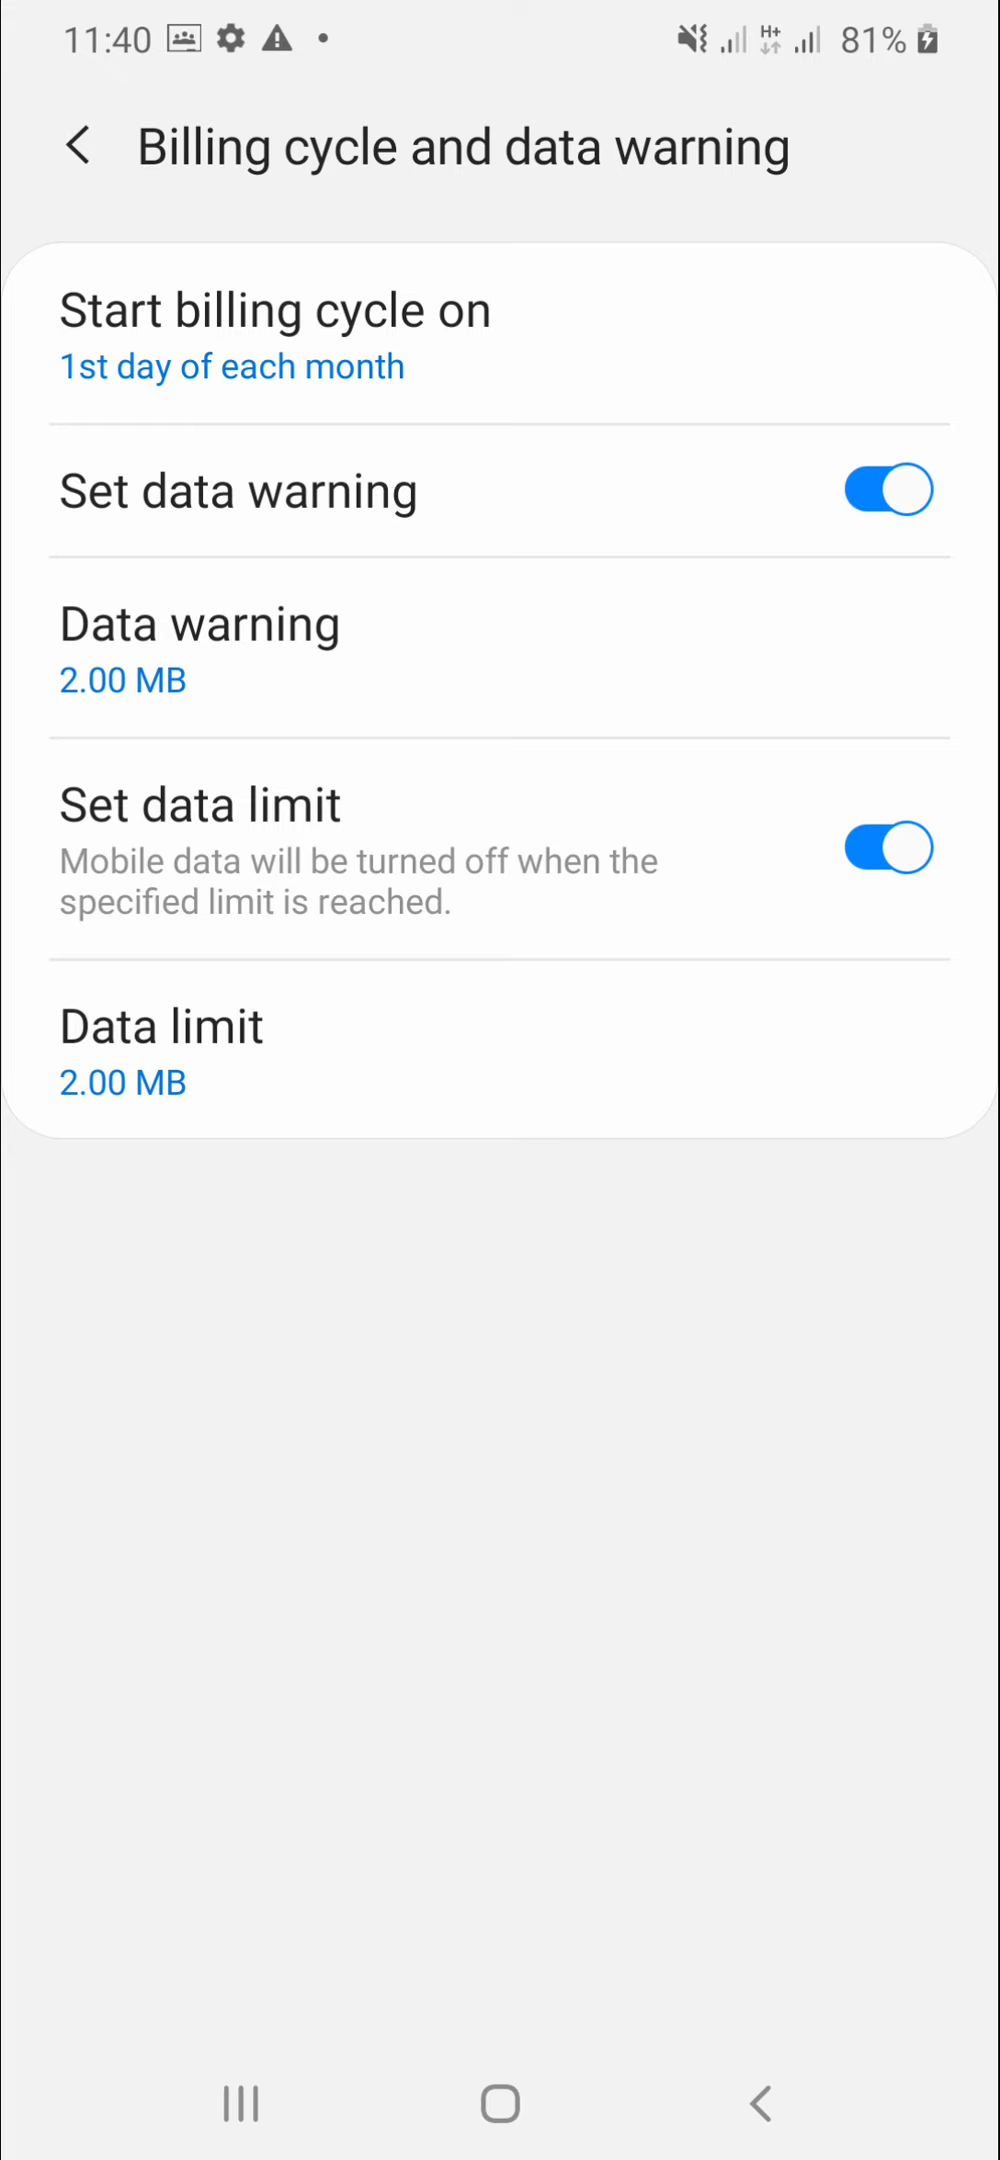 11:40 H+ 81%
Billing cycle and data warning
Start billing cycle on
1st day of each month
Set data warning
Data warning
2.00 MB
Set data limit
Mobile data will be turned off when the
specified limit is reached.
Data limit
2.00 MB